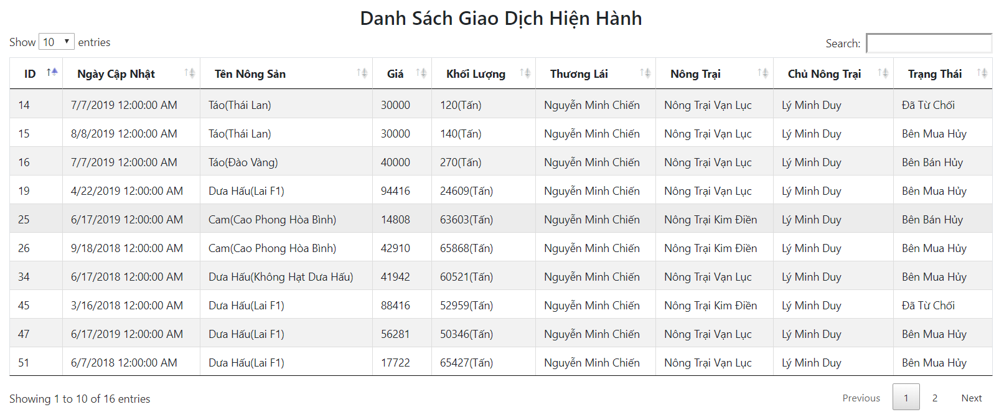 Danh Sách Giao Dịch Hiện Hành
Show 10 entries Search:
ID Ngày Cập Nhật Tên Nông Sản Giá Khối Lượng Thương Lái Nông Trại Chủ Nông Trại Trạng Thái
14 7/7/2019 12:00:00 AM Táo(Thái Lan) 30000 120(Tấn) Nguyễn Minh Chiến Nông Trại Vạn Lục Lý Minh Duy Đã Từ Chối
15 8/8/2019 12:00:00 AM Táo(Thái Lan) 30000 140(Tấn) Nguyễn Minh Chiến Nông Trại Vạn Lục Lý Minh Duy Bên Mua Hủy
16 7/7/2019 12:00:00 AM Táo(Đào Vàng) 40000 270(Tấn) Nguyễn Minh Chiến Nông Trại Vạn Lục Lý Minh Duy Bên Bán Hủy
19 4/22/2019 12:00:00 AM Dưa Hấu(Lai F1) 94416 24609(Tấn) Nguyễn Minh Chiến Nông Trại Vạn Lục Lý Minh Duy Bên Mua Hủy
25 6/17/2019 12:00:00 AM Cam(Cao Phong Hòa Bình) 14808 63603(Tấn) Nguyễn Minh Chiến Nông Trại Kim Điền Lý Minh Duy Bên Bán Hủy
26 9/18/2018 12:00:00 AM Cam(Cao Phong Hòa Bình) 42910 65868(Tấn) Nguyễn Minh Chiến Nông Trại Kim Điền Lý Minh Duy Bên Mua Hủy
34 6/17/2018 12:00:00 AM Dưa Hấu(Không Hạt Dưa Hấu) 41942 60521(Tấn) Nguyễn Minh Chiến Nông Trại Vạn Lục Lý Minh Duy Bên Mua Hủy
45 3/16/2018 12:00:00 AM Dưa Hấu(Lai F1) 88416 52959(Tấn) Nguyễn Minh Chiến Nông Trại Kim Điền Lý Minh Duy Đã Từ Chối
47 6/17/2019 12:00:00 AM Dưa Hấu(Lai F1) 56281 50346(Tấn) Nguyễn Minh Chiến Nông Trại Vạn Lục Lý Minh Duy Bên Mua Hủy
51 6/7/2018 12:00:00 AM Dưa Hấu(Lai F1) 17722 65427(Tấn) Nguyễn Minh Chiến Nông Trại Vạn Lục Lý Minh Duy Bên Mua Hủy
Showing 1 to 10 of 16 entries Previous 1 2 Next